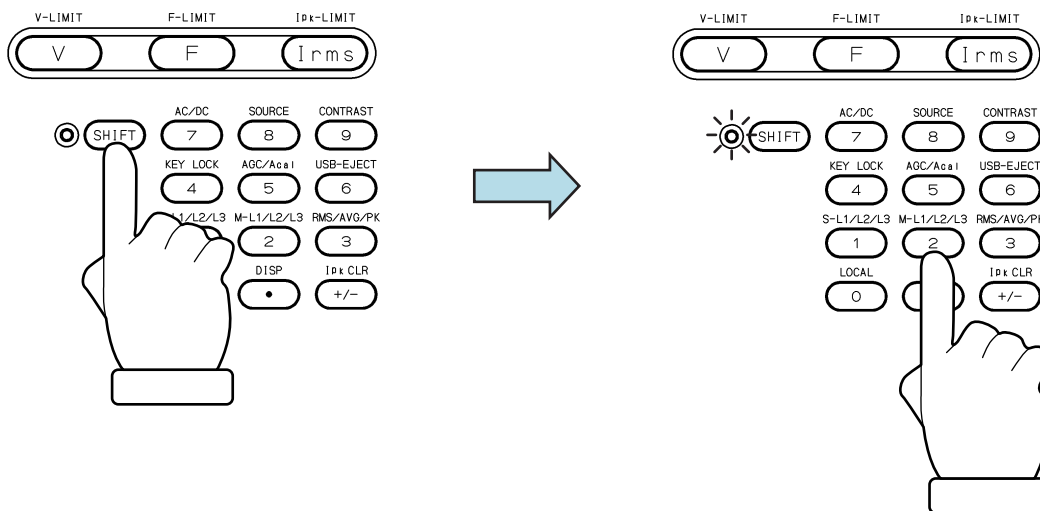 V-LIMIT F-LIMIT Ipk-LIMIT
V F Irms
AC/DC SOURCE CONTRAST
SHIFT 7 8 9
KEY LOCK AGC/Acal USB-EJECT
4 5 6
L1/L2/L3 M-L1/L2/L3 RMS/AVG/PK
2 3
DISP Ipk CLR
• +/-
V-LIMIT F-LIMIT Ipk-LIMIT
V F Irms
AC/DC SOURCE CONTRAST
SHIFT 7 8 9
KEY LOCK AGC/Acal USB-EJECT
4 5 6
S-L1/L2/L3 M-L1/L2/L3 RMS/AVG/PK
1 2 3
LOCAL Ipk CLR
0 +/-